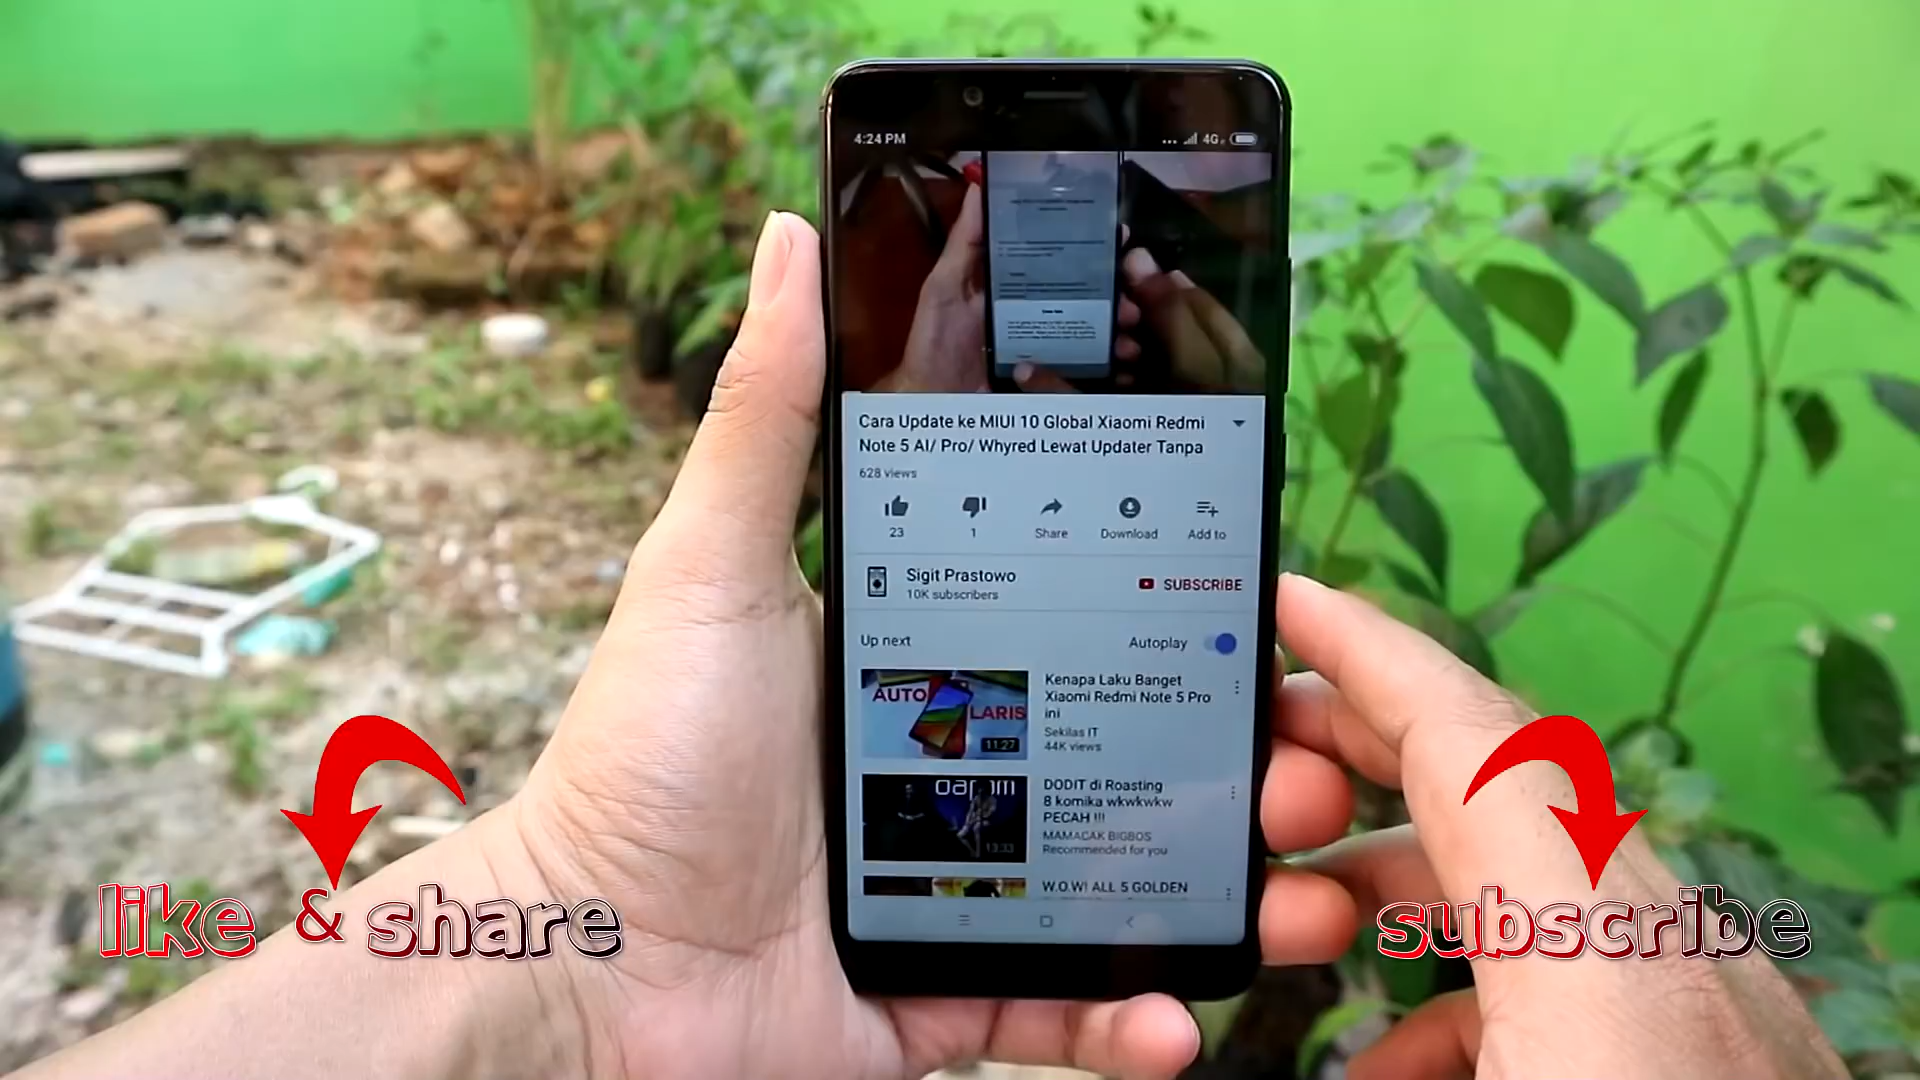 4:24 PM
4G
Cara Update ke MIUI 10 Global Xiaomi Redmi
Note 5 AI/ Pro/ Whyred Lewat Updater Tanpa
628 views
23
1
Share
Download
Add to
Sigit Prastowo
10K subscribers
SUBSCRIBE
Up next
Autoplay
AUTO
LARIS
11:27
Kenapa Laku Banget
Xiaomi Redmi Note 5 Pro
ini
Sekilas IT
44K views
13:33
DODIT di Roasting
8 komika wkwkwkw
PECAH !!!
MAMACAK BIGBOS
Recommended for you
W.O.W! ALL 5 GOLDEN
like & share
subscribe